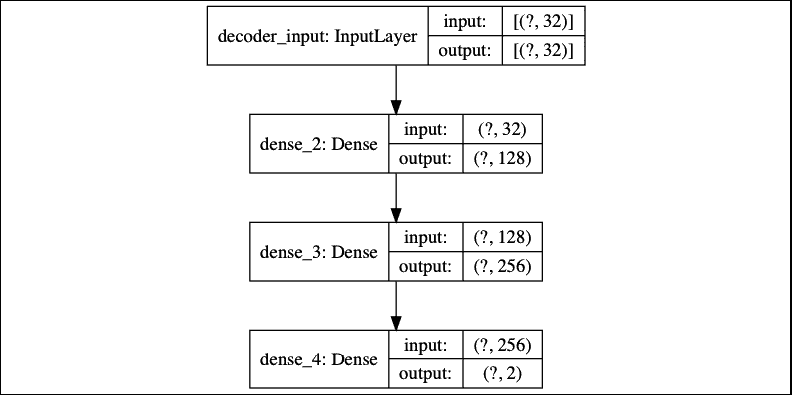 decoder_input: InputLayer
input: [(?, 32)]
output: [(?, 32)]
dense_2: Dense
input: (?, 32)
output: (?, 128)
dense_3: Dense
input: (?, 128)
output: (?, 256)
dense_4: Dense
input: (?, 256)
output: (?, 2)